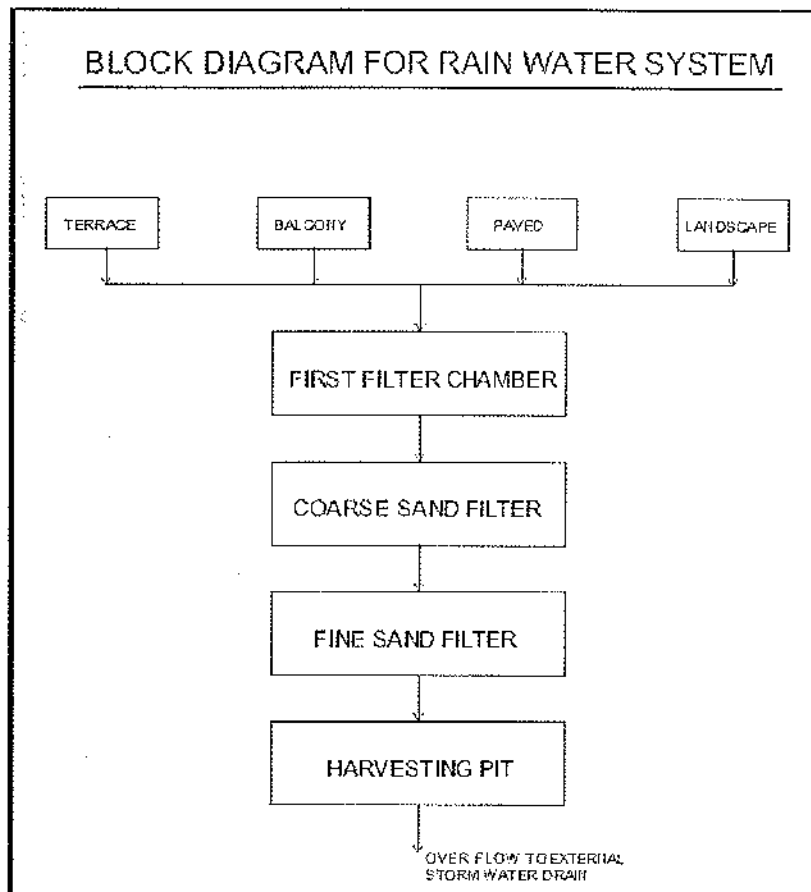 BLOCK DIAGRAM FOR RAIN WATER SYSTEM
TERRACE
BALCONY
PAVED
LANDSCAPE
FIRST FILTER CHAMBER
COARSE SAND FILTER
FINE SAND FILTER
HARVESTING PIT
OVER FLOW TO EXTERNAL
STORM WATER DRAIN